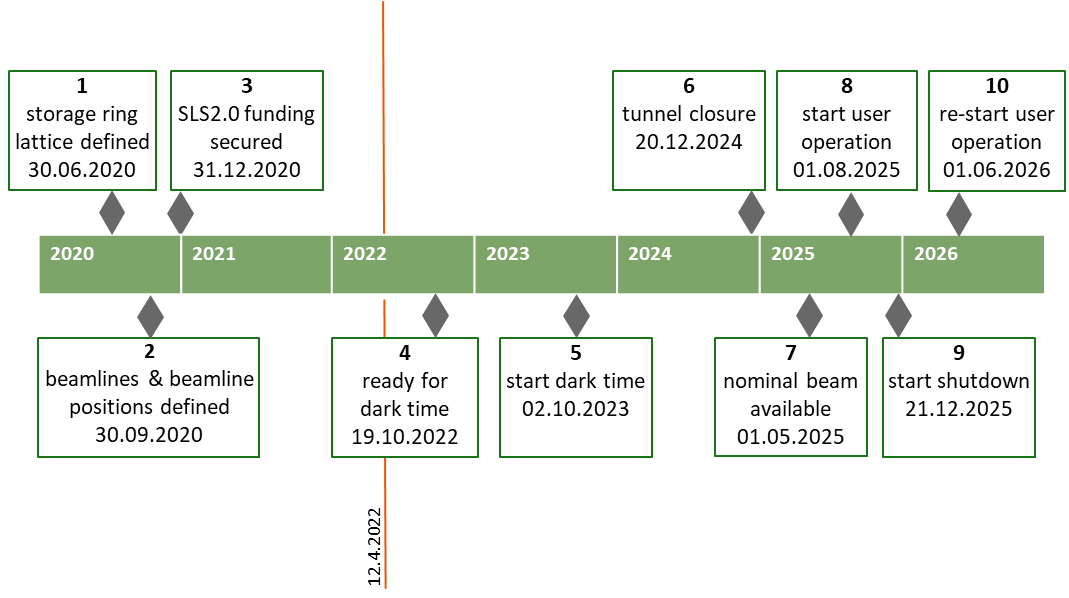 1
storage ring
lattice defined
30.06.2020
3
SLS2.0 funding
secured
31.12.2020
6
tunnel closure
20.12.2024
8
start user
operation
01.08.2025
10
re-start user
operation
01.06.2026
2020
2021
2022
2023
2024
2025
2026
2
beamlines & beamline
positions defined
30.09.2020
4
ready for
dark time
19.10.2022
5
start dark time
02.10.2023
7
nominal beam
available
01.05.2025
9
start shutdown
21.12.2025
12.4.2022